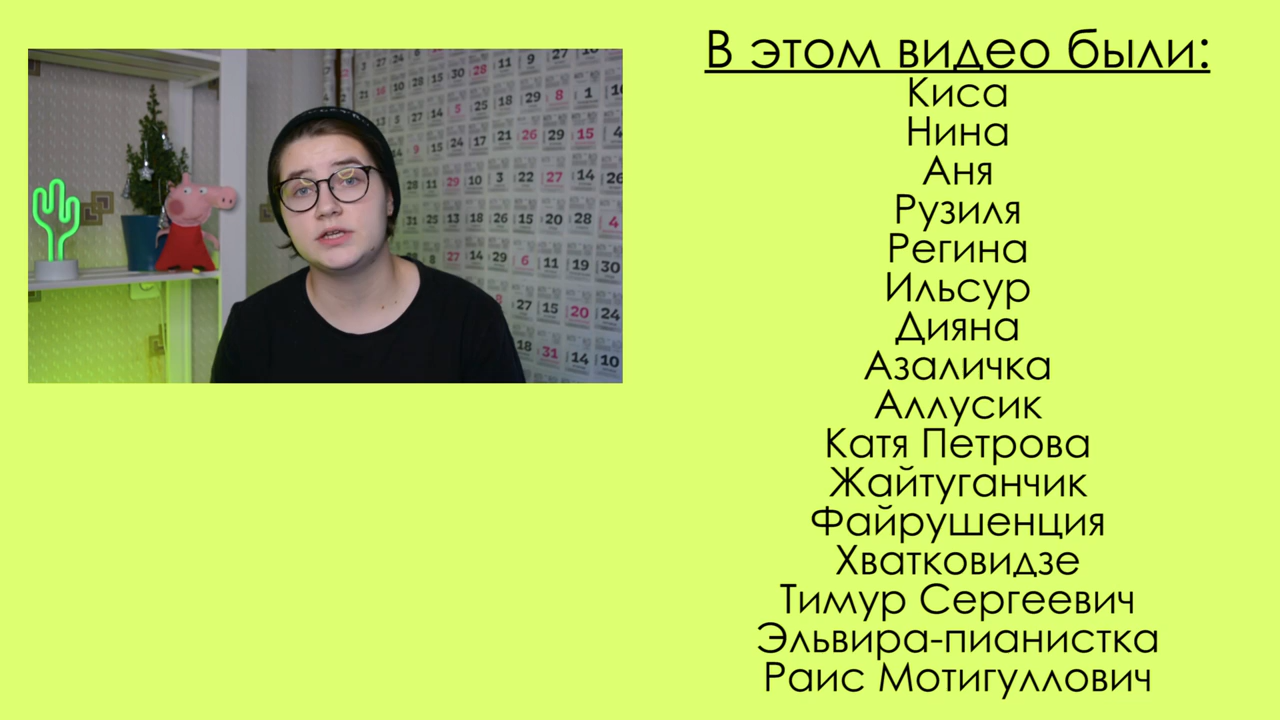 В этом видео были:
Киса
Нина
Аня
Рузиля
Регина
Ильсур
Дияна
Азаличка
Аллусик
Катя Петрова
Жайтуганчик
Файрушенция
Хватковидзе
Тимур Сергеевич
Эльвира-пианистка
Раис Мотигуллович